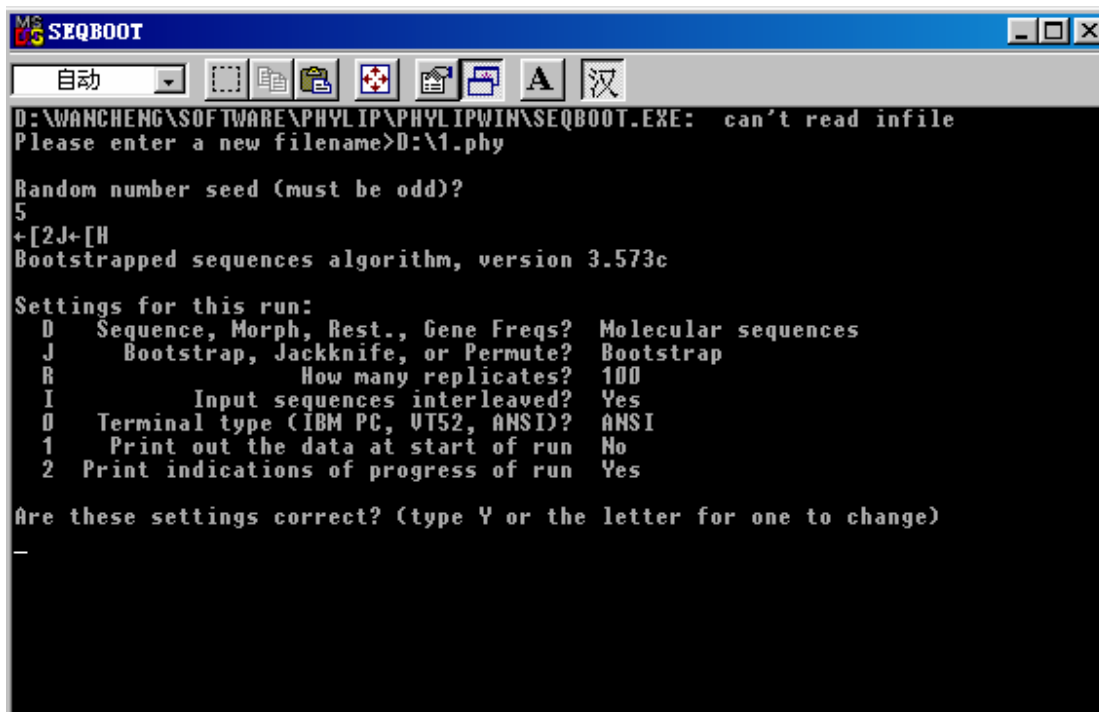 SEQBOOT
自动 A 汉
D:\WANCHENG\SOFTWARE\PHYLIP\PHYLIPWIN\SEQBOOT.EXE:  can't read infile
Please enter a new filename>D:\1.phy
Random number seed (must be odd)?
5
←[2J←[H
Bootstrapped sequences algorithm, version 3.573c
Settings for this run:
D Sequence, Morph, Rest., Gene Freqs? Molecular sequences
J Bootstrap, Jackknife, or Permute? Bootstrap
R How many replicates? 100
I Input sequences interleaved? Yes
0 Terminal type (IBM PC, VT52, ANSI)? ANSI
1 Print out the data at start of run No
2 Print indications of progress of run Yes
Are these settings correct? (type Y or the letter for one to change)